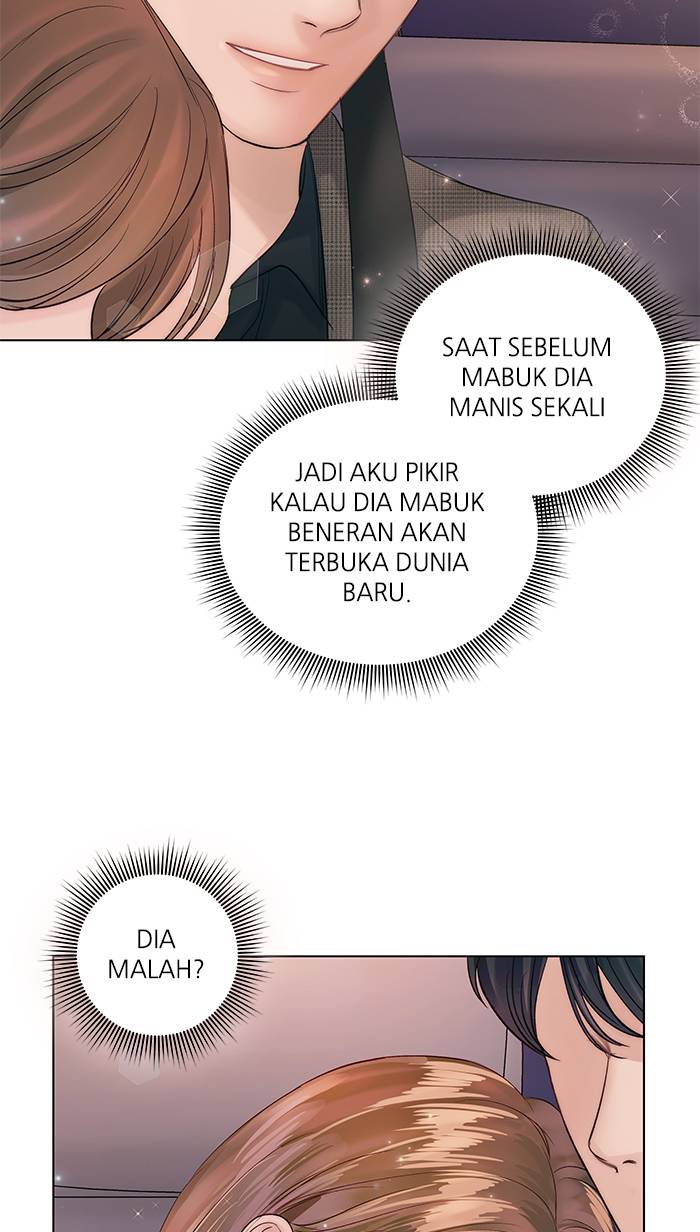 SAAT SEBELUM
MABUK DIA
MANIS SEKALI
JADI AKU PIKIR
KALAU DIA MABUK
BENERAN AKAN
TERBUKA DUNIA
BARU.
DIA
MALAH?